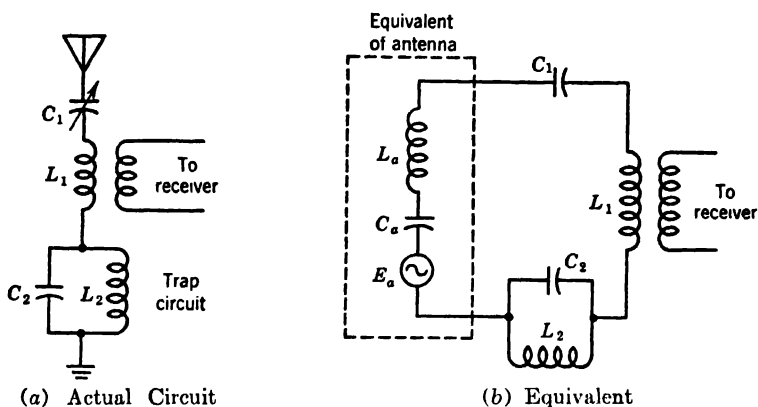 C₁
L₁
To
receiver
C₂
L₂
Trap
circuit
(a) Actual Circuit
Equivalent
of antenna
C₁
Lₐ
Cₐ
Eₐ
L₁
To
receiver
C₂
L₂
(b) Equivalent